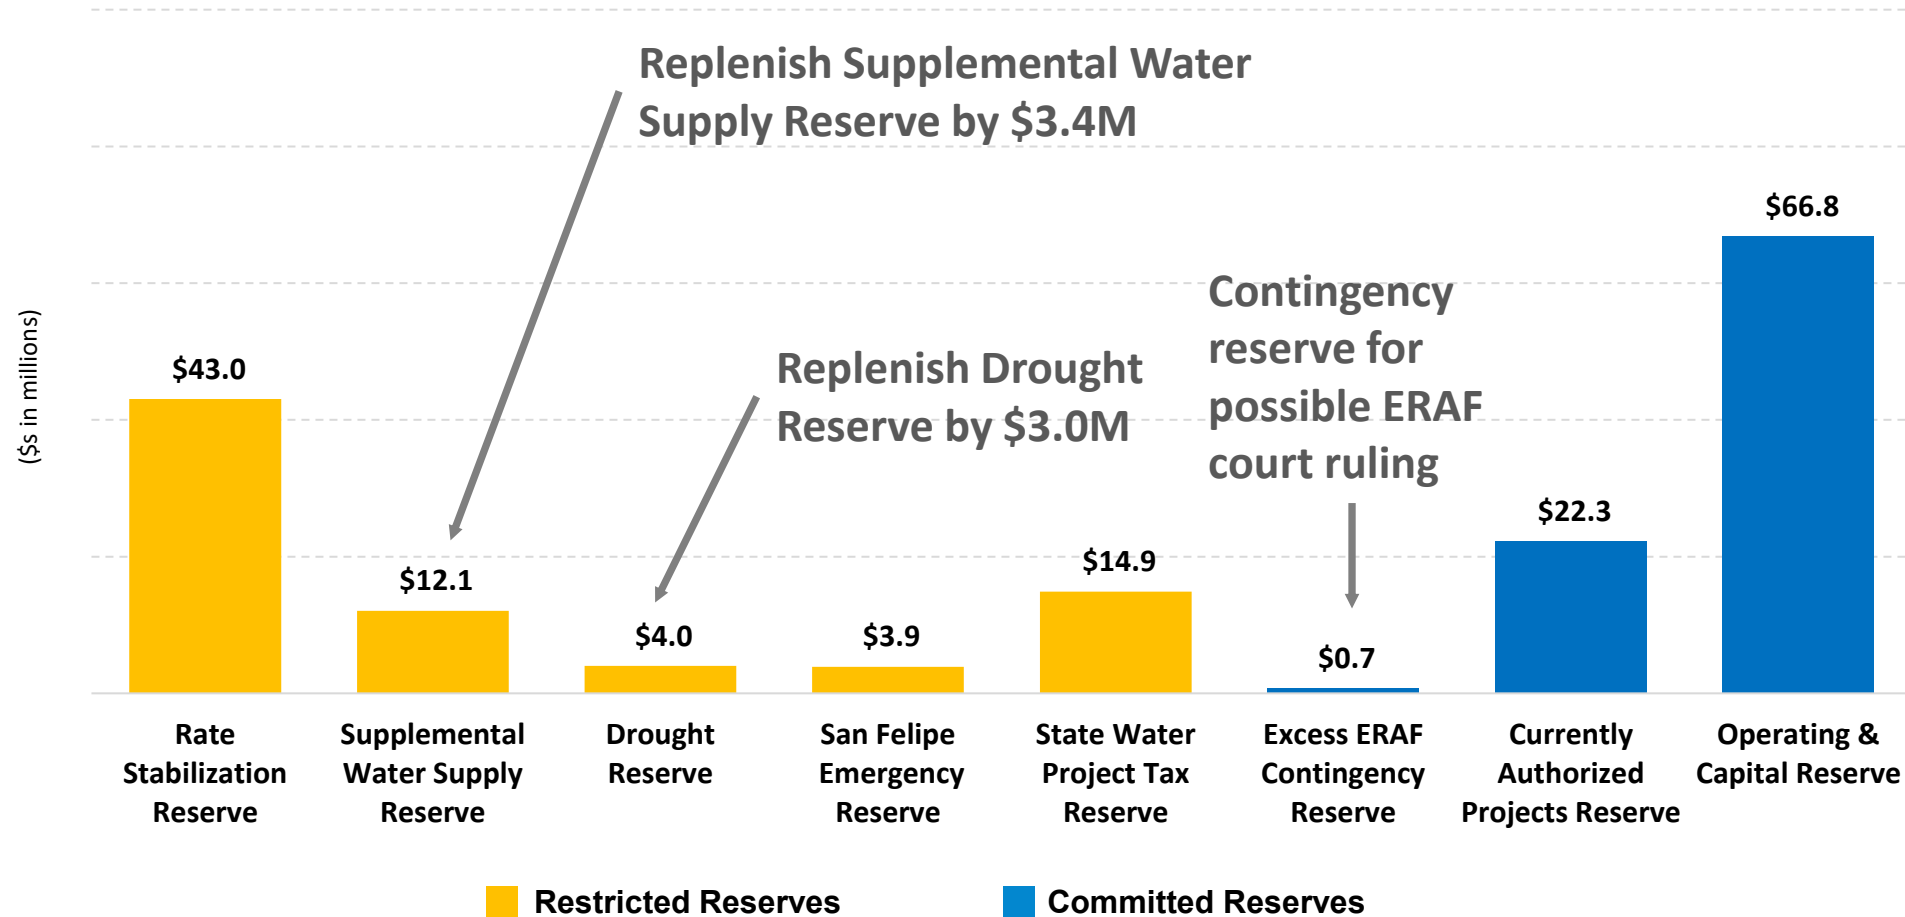 Replenish Supplemental Water
Supply Reserve by $3.4M
$66.8
Contingency
reserve for
possible ERAF
court ruling
Replenish Drought
Reserve by $3.0M
($s in millions)
$43.0
$22.3
$14.9
$12.1
$4.0
$3.9
$0.7
Rate
Stabilization
Reserve
Supplemental
Water Supply
Reserve
Drought
Reserve
San Felipe
Emergency
Reserve
State Water
Project Tax
Reserve
Excess ERAF
Contingency
Reserve
Currently
Authorized
Projects Reserve
Operating &
Capital Reserve
Restricted Reserves
Committed Reserves